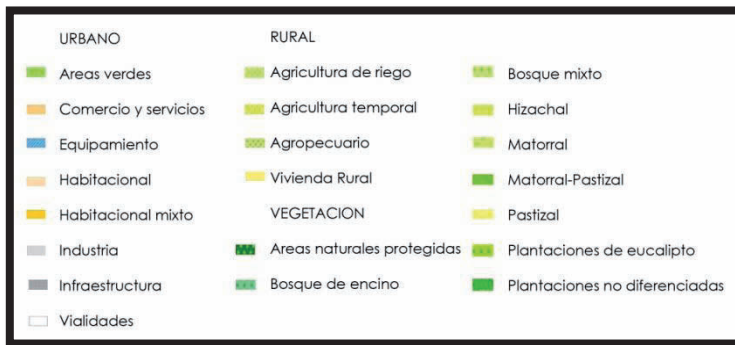 URBANO
Areas verdes
Comercio y servicios
Equipamiento
Habitacional
Habitacional mixto
Industria
Infraestructura
Vialidades
RURAL
Agricultura de riego
Agricultura temporal
Agropecuario
Vivienda Rural
VEGETACION
Areas naturales protegidas
Bosque de encino
Bosque mixto
Hizachal
Matorral
Matorral-Pastizal
Pastizal
Plantaciones de eucalipto
Plantaciones no diferenciadas